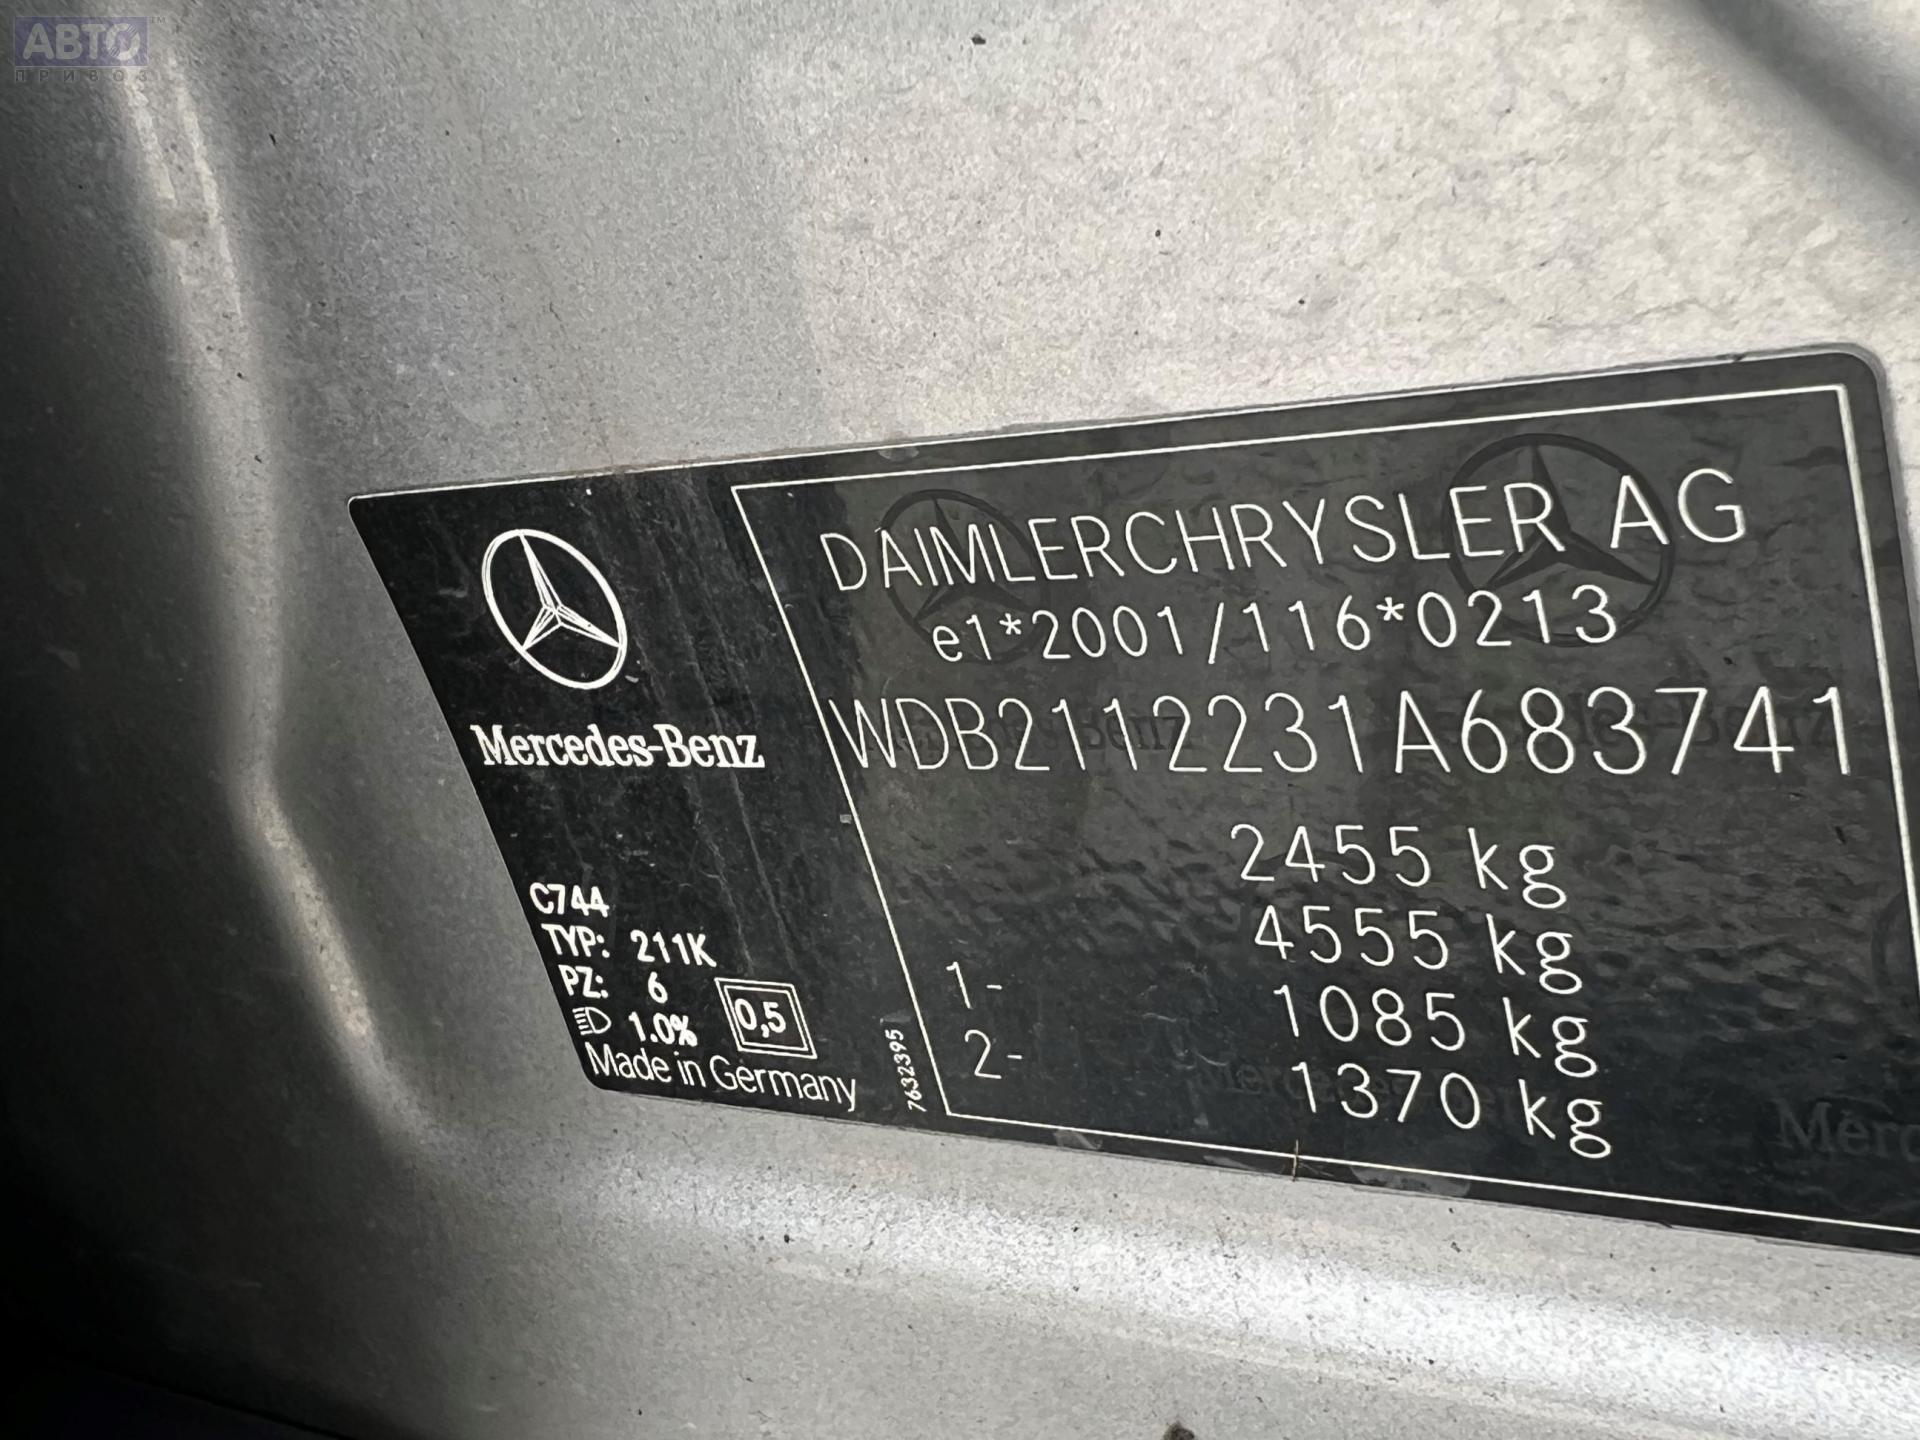 АВТО™
ПРИВОЗ
DAIMLERCHRYSLER AG
e1*2001/116*0213
WDB2112231A683741
2455 kg
4555 kg
1- 1085 kg
2- 1370 kg
Mercedes-Benz
C744
TYP: 211K
PZ: 6
1.0% 0,5
Made in Germany
7632395